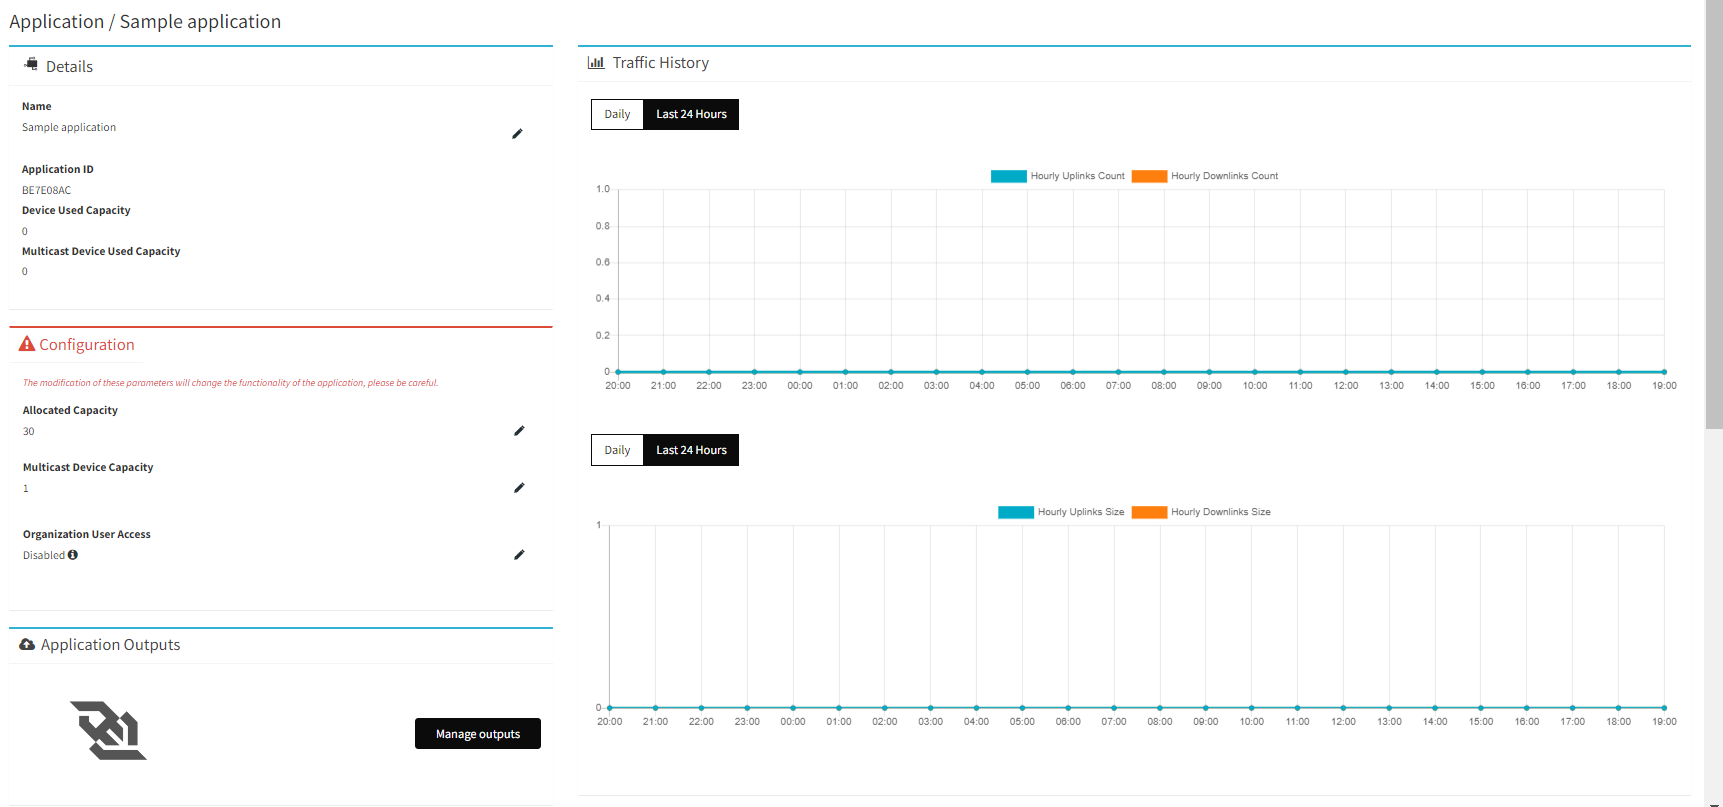 Application / Sample application
Details
Name
Sample application
Application ID
BE7E08AC
Device Used Capacity
0
Multicast Device Used Capacity
0
Configuration
The modification of these parameters will change the functionality of the application, please be careful.
Allocated Capacity
30
Multicast Device Capacity
1
Organization User Access
Disabled
Application Outputs
Manage outputs
Traffic History
Daily Last 24 Hours
Hourly Uplinks Count Hourly Downlinks Count
1.0
0.8
0.6
0.4
0.2
0
20:00 21:00 22:00 23:00 00:00 01:00 02:00 03:00 04:00 05:00 06:00 07:00 08:00 09:00 10:00 11:00 12:00 13:00 14:00 15:00 16:00 17:00 18:00 19:00
Daily Last 24 Hours
Hourly Uplinks Size Hourly Downlinks Size
1
0
20:00 21:00 22:00 23:00 00:00 01:00 02:00 03:00 04:00 05:00 06:00 07:00 08:00 09:00 10:00 11:00 12:00 13:00 14:00 15:00 16:00 17:00 18:00 19:00